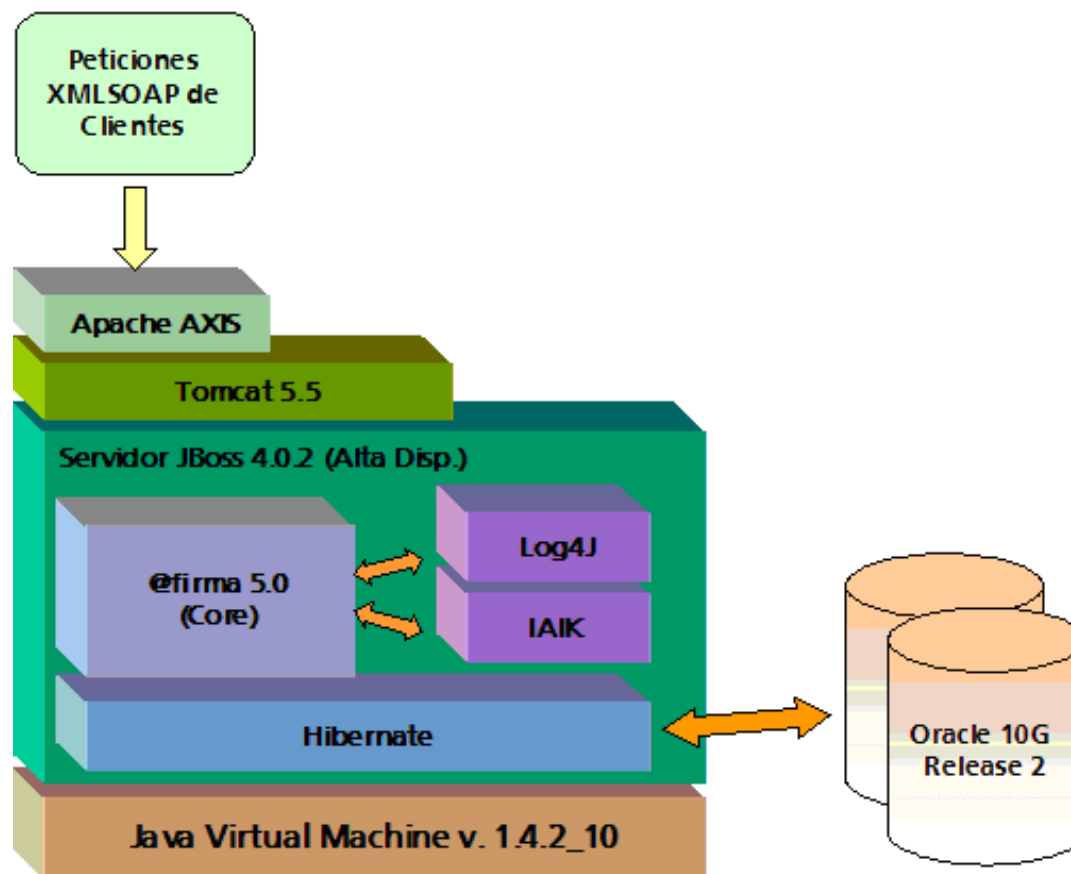 Peticiones
XMLSOAP de
Clientes
Apache AXIS
Tomcat 5.5
Servidor JBoss 4.0.2 (Alta Disp.)
Log4J
@firma 5.0
(Core)
IAIK
Hibernate
Oracle 10G
Release 2
Java Virtual Machine v. 1.4.2_10